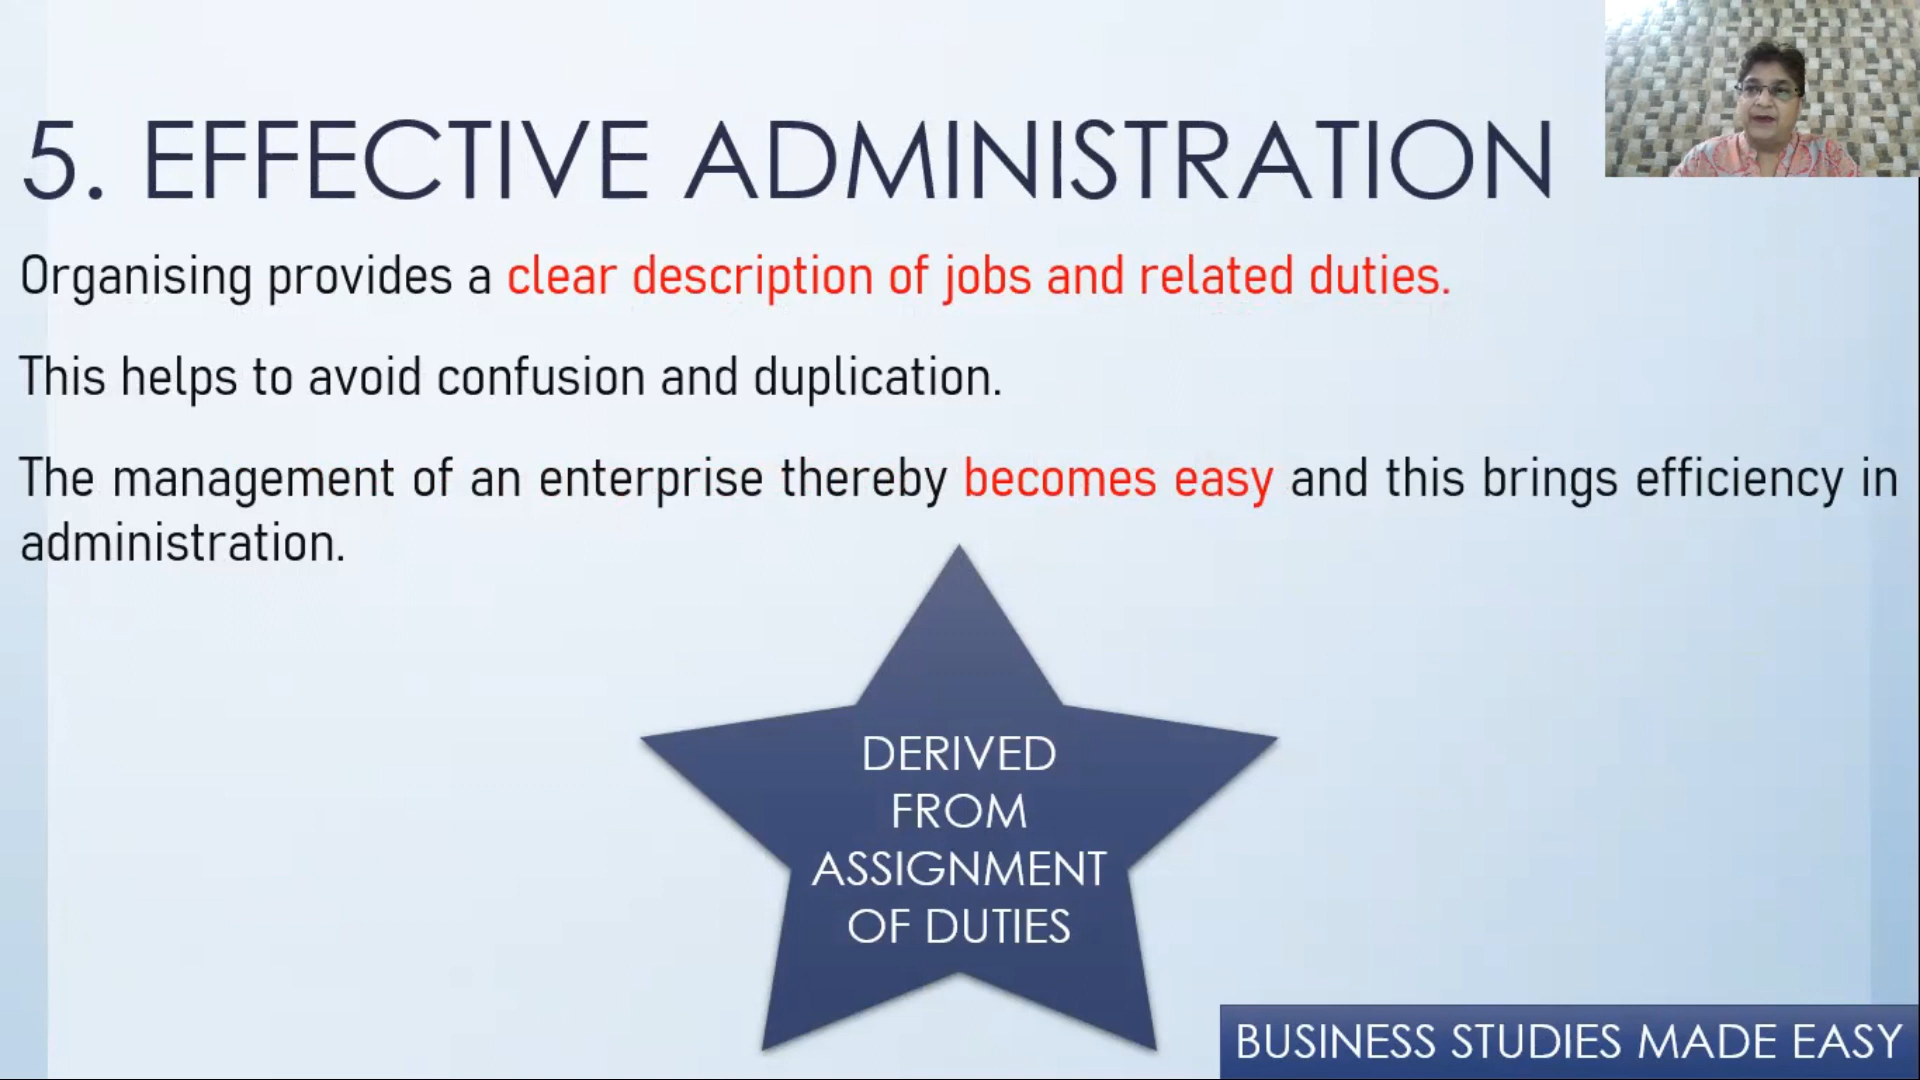 5. EFFECTIVE ADMINISTRATION
Organising provides a clear description of jobs and related duties.
This helps to avoid confusion and duplication.
The management of an enterprise thereby becomes easy and this brings efficiency in
administration.
DERIVED
FROM
ASSIGNMENT
OF DUTIES
BUSINESS STUDIES MADE EASY